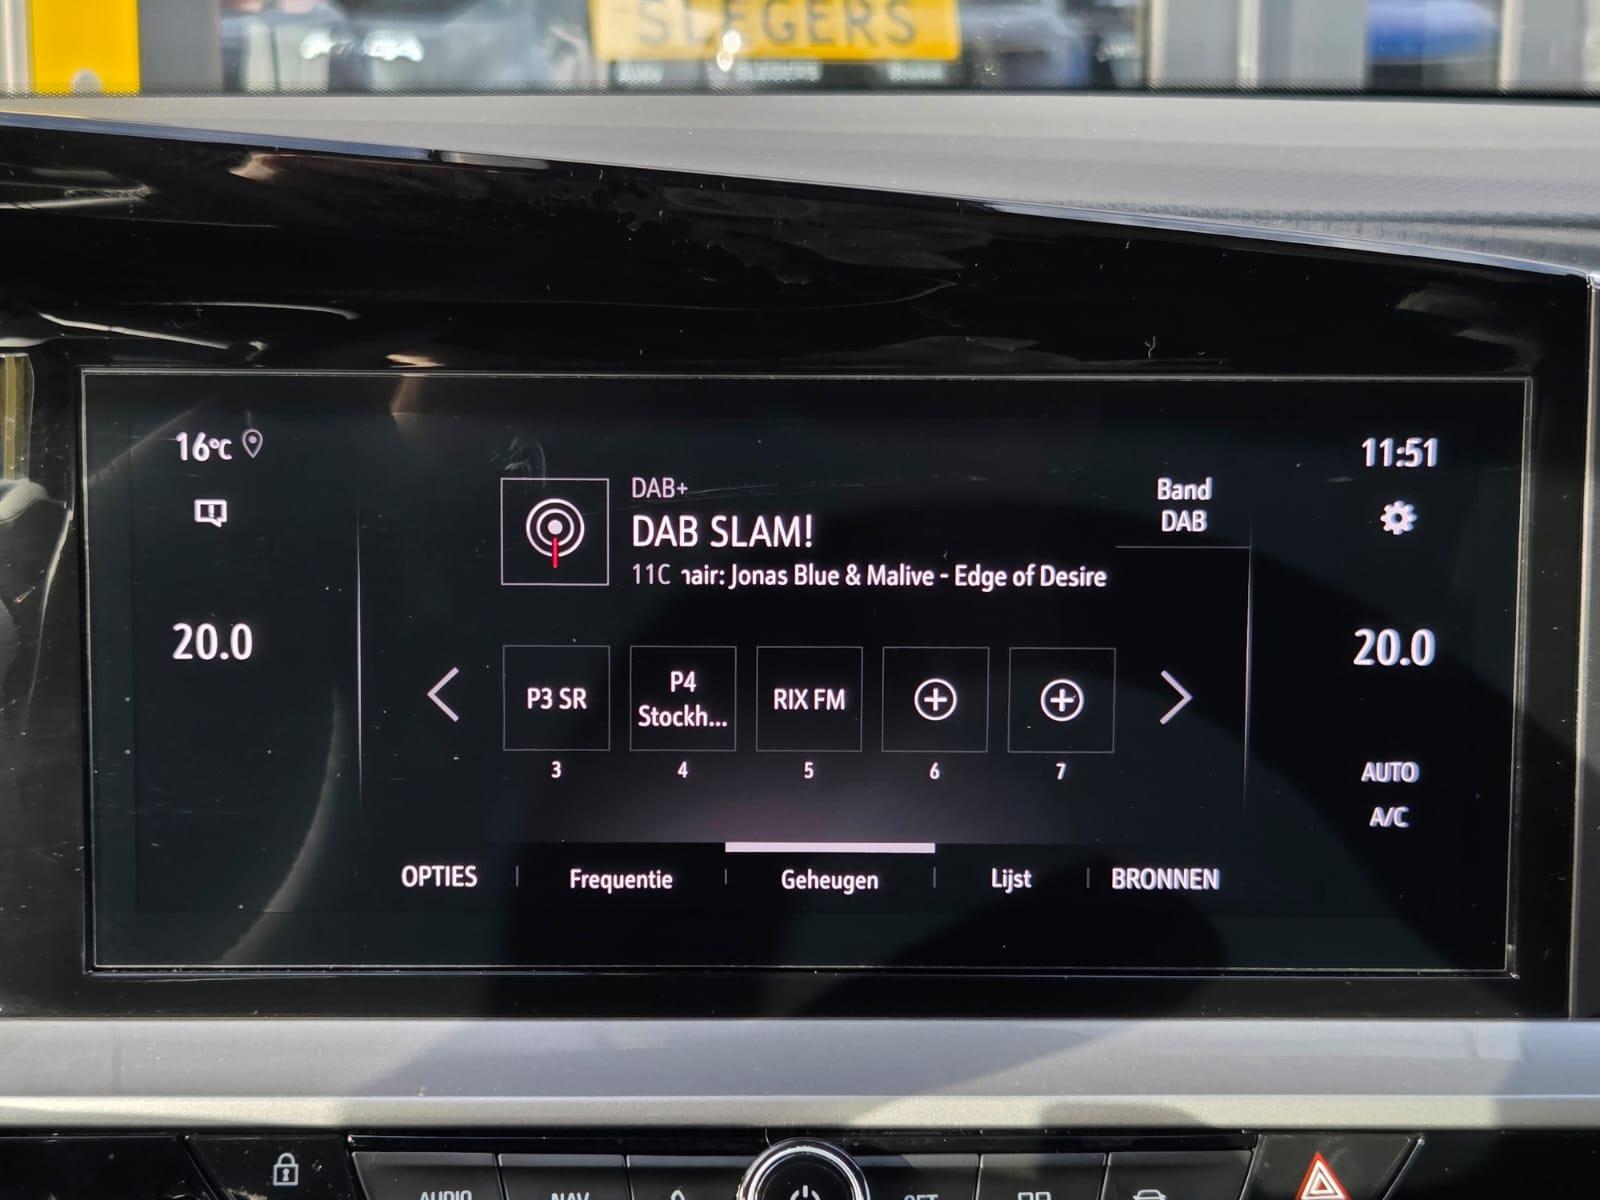 SLEGERS
16°C
11:51
DAB+
Band
DAB
DAB SLAM!
11C nair: Jonas Blue & Malive - Edge of Desire
20.0
20.0
P3 SR
P4
Stockh...
RIX FM
3
4
5
6
7
AUTO
A/C
OPTIES
Frequentie
Geheugen
Lijst
BRONNEN
AUDIO
NAV
SET